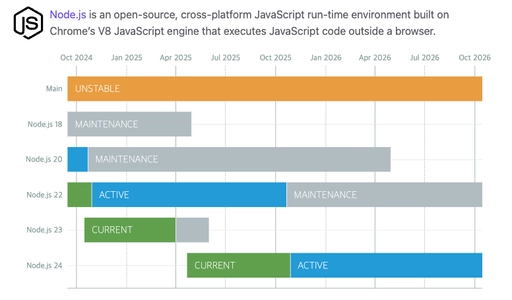 Node.js is an open-source, cross-platform JavaScript run-time environment built on
Chrome's V8 JavaScript engine that executes JavaScript code outside a browser.
Oct 2024 Jan 2025 Apr 2025 Jul 2025 Oct 2025 Jan 2026 Apr 2026 Jul 2026 Oct 2026
Main UNSTABLE
Node.js 18 MAINTENANCE
Node.js 20 MAINTENANCE
Node.js 22 ACTIVE MAINTENANCE
Node.js 23 CURRENT
Node.js 24 CURRENT ACTIVE